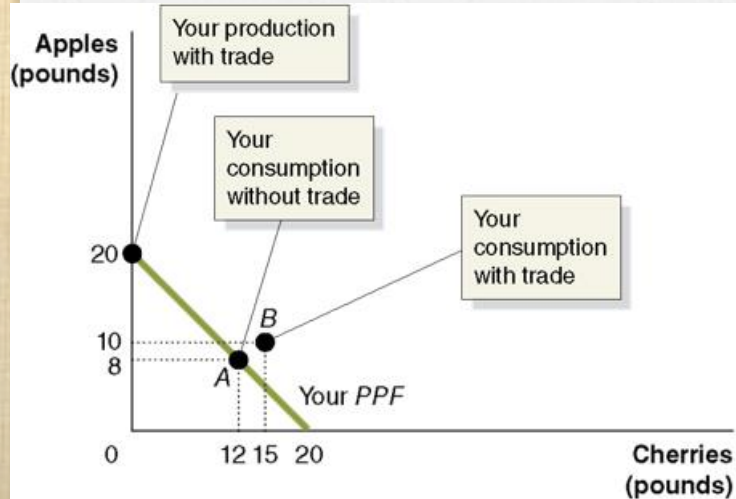 Apples
(pounds)
Your production
with trade
Your
consumption
without trade
Your
consumption
with trade
20
10
8
B
A
Your PPF
0
12 15 20
Cherries
(pounds)